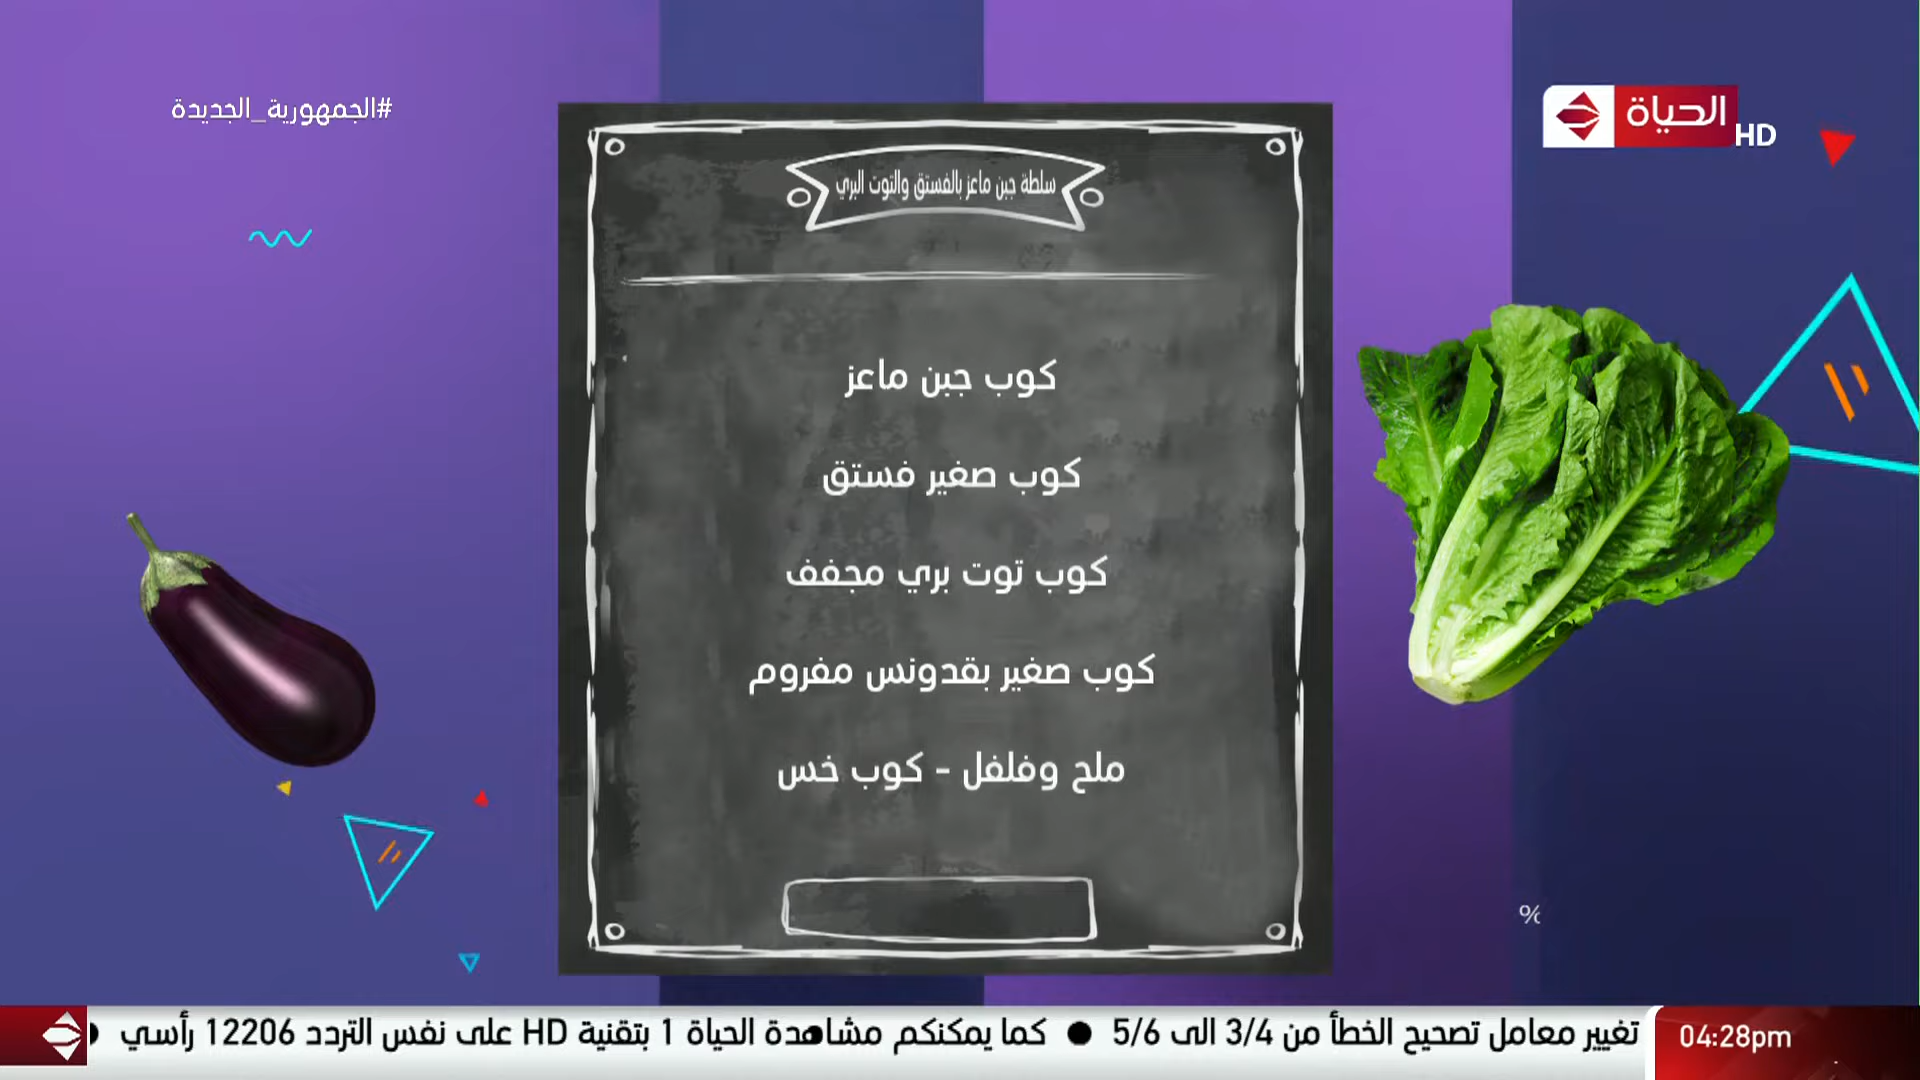 #الجمهورية_الجديدة
الحياة
HD
سلطة جبن ماعز بالفستق والتوت البري
كوب جبن ماعز
كوب صغير فستق
كوب توت بري مجفف
كوب صغير بقدونس مفروم
ملح وفلفل - كوب خس
%
تغيير معامل تصحيح الخطأ من 3/4 الى 5/6 ● كما يمكنكم مشاهدة الحياة 1 بتقنية HD على نفس التردد 12206 رأسي
04:28pm